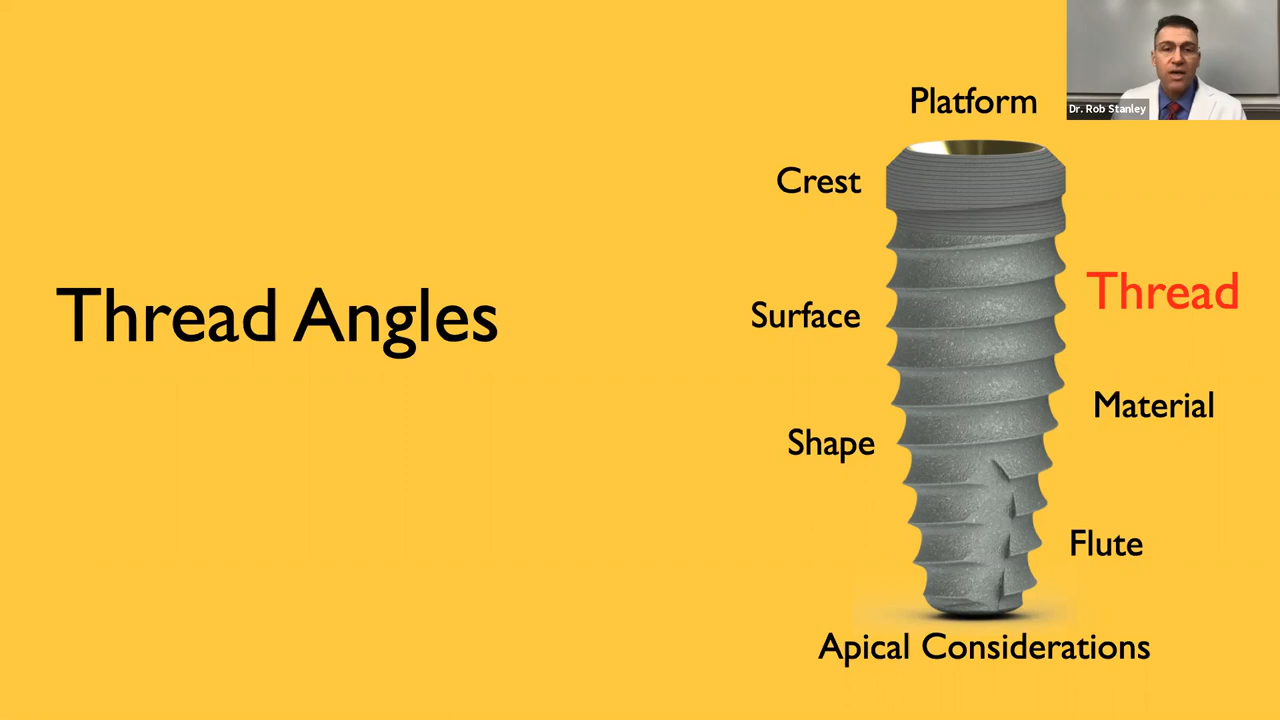 Dr. Rob Stanley
Platform
Crest
Thread
Thread Angles
Surface
Material
Shape
Flute
Apical Considerations